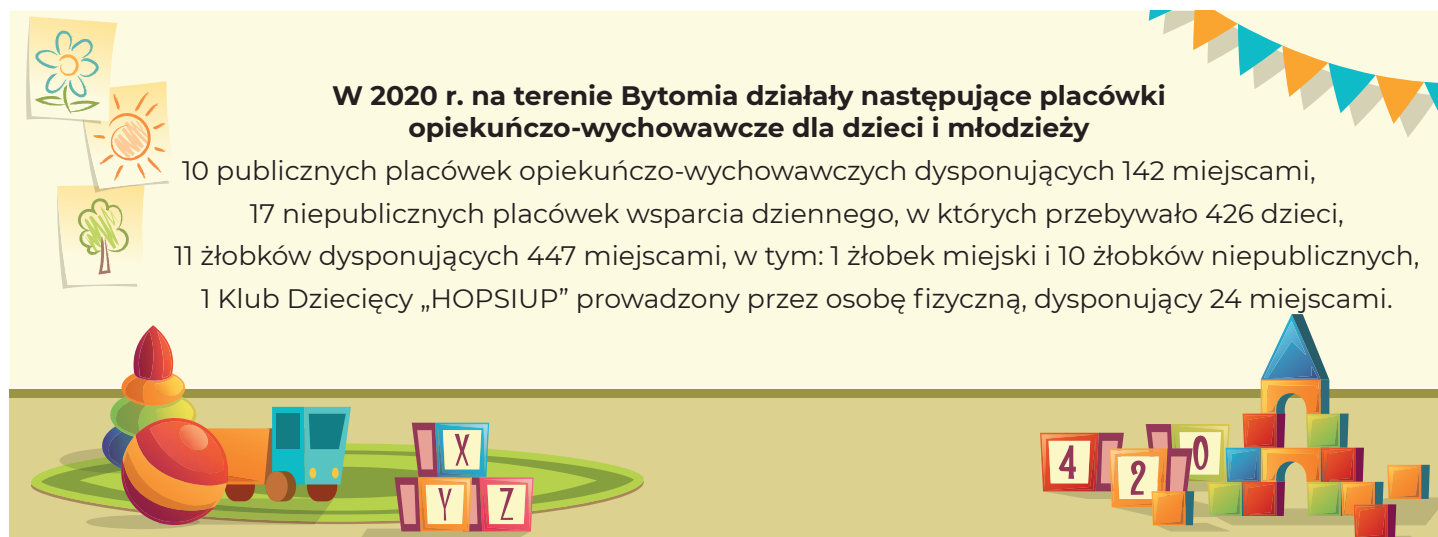 W 2020 r. na terenie Bytomia działały następujące placówki
opiekuńczo-wychowawcze dla dzieci i młodzieży
10 publicznych placówek opiekuńczo-wychowawczych dysponujących 142 miejscami,
17 niepublicznych placówek wsparcia dziennego, w których przebywało 426 dzieci,
11 żłobków dysponujących 447 miejscami, w tym: 1 żłobek miejski i 10 żłobków niepublicznych,
1 Klub Dziecięcy „HOPSIUP” prowadzony przez osobę fizyczną, dysponujący 24 miejscami.
X
Y Z
4 2 0